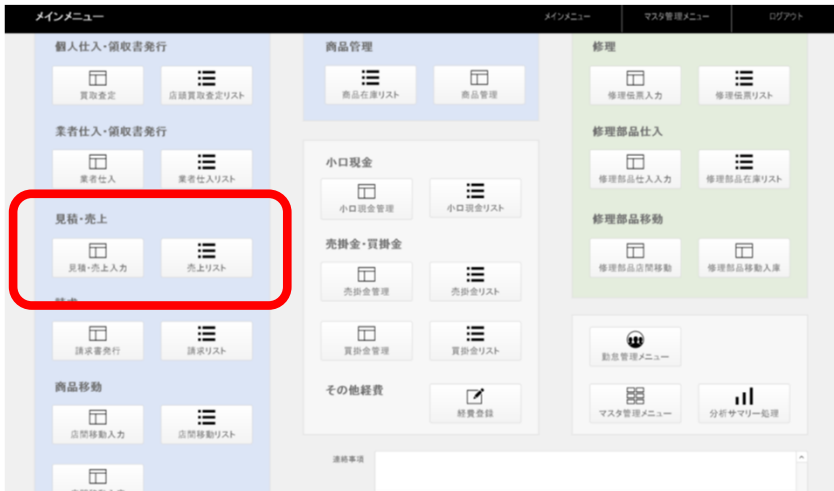 メインメニュー
メインメニュー
マスタ管理メニュー
ログアウト
個人仕入・領収書発行
買取査定
店頭買取査定リスト
業者仕入・領収書発行
業者仕入
業者仕入リスト
見積・売上
見積・売上入力
売上リスト
請求書発行
請求リスト
商品移動
店間移動入力
店間移動リスト
商品管理
商品在庫リスト
商品管理
小口現金
小口現金管理
小口現金リスト
売掛金・買掛金
売掛金管理
売掛金リスト
買掛金管理
買掛金リスト
その他経費
経費登録
連絡事項
修理
修理伝票入力
修理伝票リスト
修理部品仕入
修理部品仕入入力
修理部品在庫リスト
修理部品移動
修理部品店間移動
修理部品移動入庫
勤怠管理メニュー
マスタ管理メニュー
分析サマリー処理